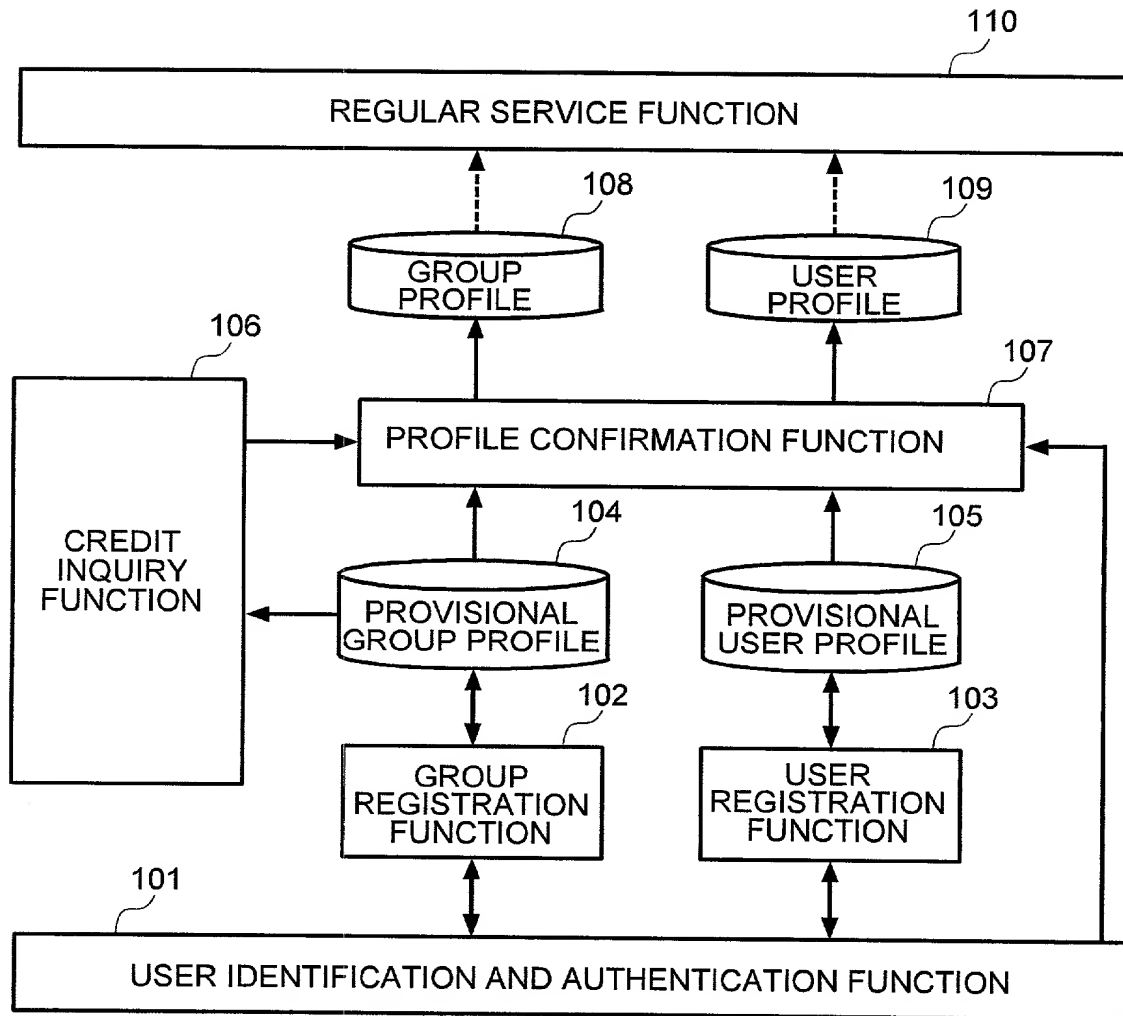 110
REGULAR SERVICE FUNCTION
108
109
GROUP
PROFILE
USER
PROFILE
106
107
PROFILE CONFIRMATION FUNCTION
CREDIT
INQUIRY
FUNCTION
104
105
PROVISIONAL
GROUP PROFILE
PROVISIONAL
USER PROFILE
102
103
GROUP
REGISTRATION
FUNCTION
USER
REGISTRATION
FUNCTION
101
USER IDENTIFICATION AND AUTHENTICATION FUNCTION